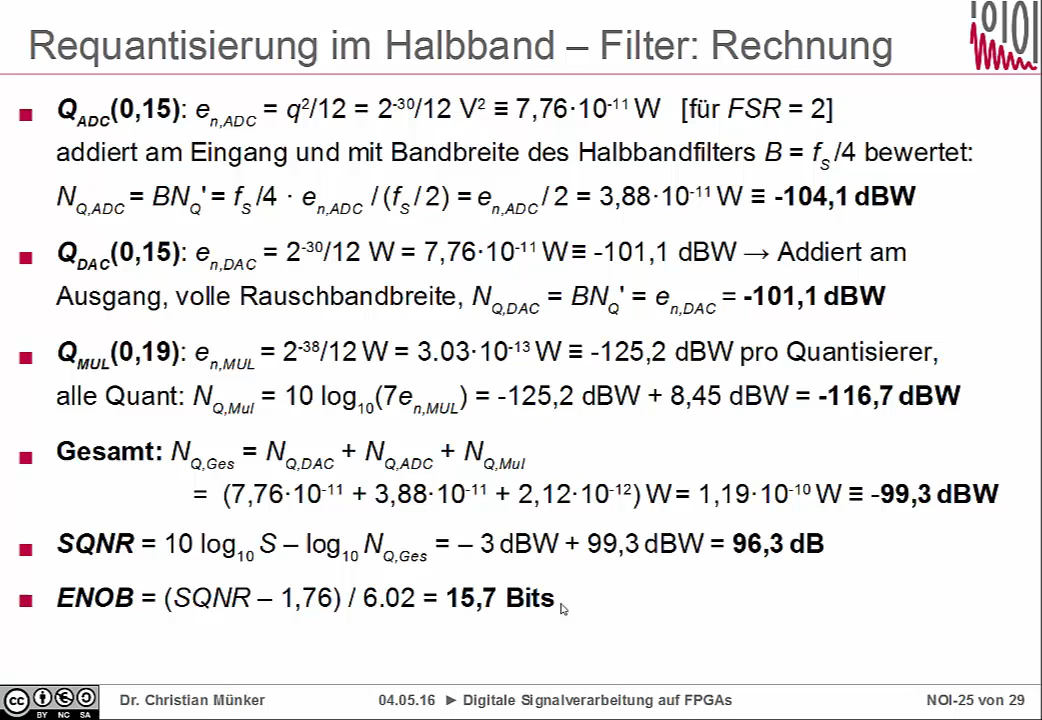 Requantisierung im Halbband – Filter: Rechnung
■ Q_ADC(0,15): e_n,ADC = q²/12 = 2⁻³⁰/12 V² ≡ 7,76·10⁻¹¹ W [für FSR = 2]
addiert am Eingang und mit Bandbreite des Halbbandfilters B = f_S /4 bewertet:
N_Q,ADC = BN_Q' = f_S /4 · e_n,ADC / (f_S / 2) = e_n,ADC / 2 = 3,88·10⁻¹¹ W ≡ -104,1 dBW
■ Q_DAC(0,15): e_n,DAC = 2⁻³⁰/12 W = 7,76·10⁻¹¹ W ≡ -101,1 dBW → Addiert am
Ausgang, volle Rauschbandbreite, N_Q,DAC = BN_Q' = e_n,DAC = -101,1 dBW
■ Q_MUL(0,19): e_n,MUL = 2⁻³⁸/12 W = 3.03·10⁻¹³ W ≡ -125,2 dBW pro Quantisierer,
alle Quant: N_Q,Mul = 10 log₁₀(7e_n,MUL) = -125,2 dBW + 8,45 dBW = -116,7 dBW
■ Gesamt: N_Q,Ges = N_Q,DAC + N_Q,ADC + N_Q,Mul
= (7,76·10⁻¹¹ + 3,88·10⁻¹¹ + 2,12·10⁻¹²) W = 1,19·10⁻¹⁰ W ≡ -99,3 dBW
■ SQNR = 10 log₁₀ S – log₁₀ N_Q,Ges = – 3 dBW + 99,3 dBW = 96,3 dB
■ ENOB = (SQNR – 1,76) / 6.02 = 15,7 Bits
cc BY NC SA Dr. Christian Münker 04.05.16 ► Digitale Signalverarbeitung auf FPGAs NOI-25 von 29